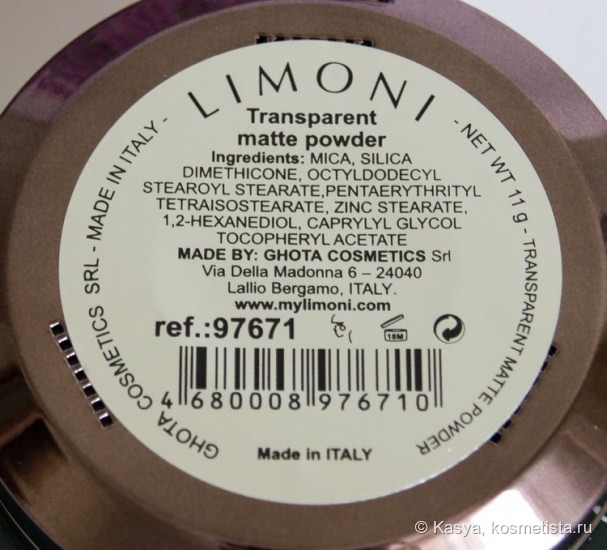 LIMONI
Transparent
matte powder
Ingredients: MICA, SILICA
DIMETHICONE, OCTYLDODECYL
STEAROYL STEARATE,PENTAERYTHRITYL
TETRAISOSTEARATE, ZINC STEARATE,
1,2-HEXANEDIOL, CAPRYLYL GLYCOL
TOCOPHERYL ACETATE
MADE BY: GHOTA COSMETICS Srl
Via Della Madonna 6 – 24040
Lallio Bergamo, ITALY.
www.mylimoni.com
ref.:97671
18M
4 680008 976710
Made in ITALY
GHOTA COSMETICS SRL - MADE IN ITALY -
- NET WT 11 g - TRANSPARENT MATTE POWDER
© Kasya, kosmetista.ru